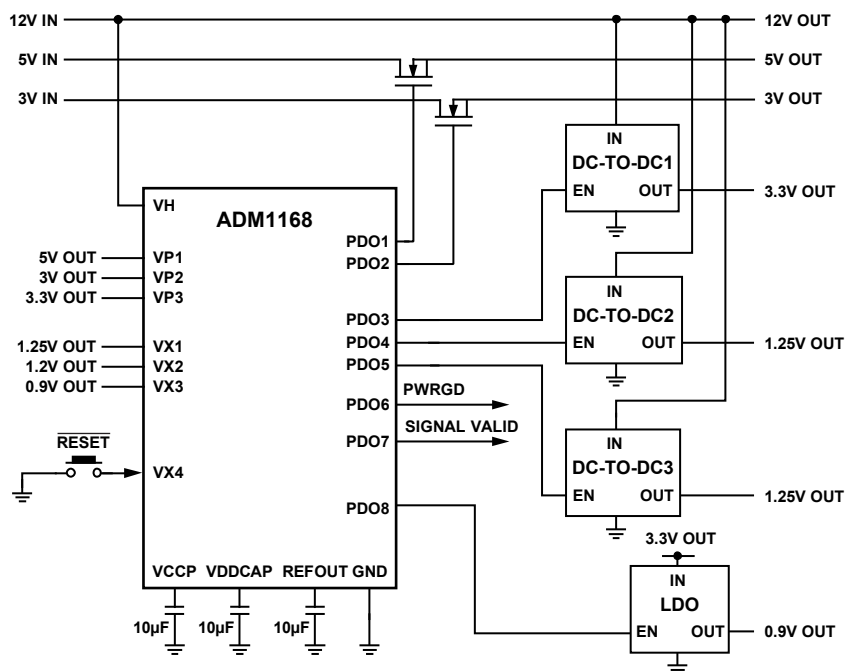 12V IN
12V OUT
5V IN
5V OUT
3V IN
3V OUT
IN
DC-TO-DC1
EN OUT
3.3V OUT
VH
ADM1168
PDO1
PDO2
5V OUT
VP1
3V OUT
VP2
3.3V OUT
VP3
IN
DC-TO-DC2
EN OUT
1.25V OUT
PDO3
PDO4
PDO5
1.25V OUT
VX1
1.2V OUT
VX2
0.9V OUT
VX3
PDO6
PWRGD
PDO7
SIGNAL VALID
RESET
VX4
IN
DC-TO-DC3
EN OUT
1.25V OUT
PDO8
3.3V OUT
IN
LDO
EN OUT
0.9V OUT
VCCP VDDCAP REFOUT GND
10µF 10µF 10µF